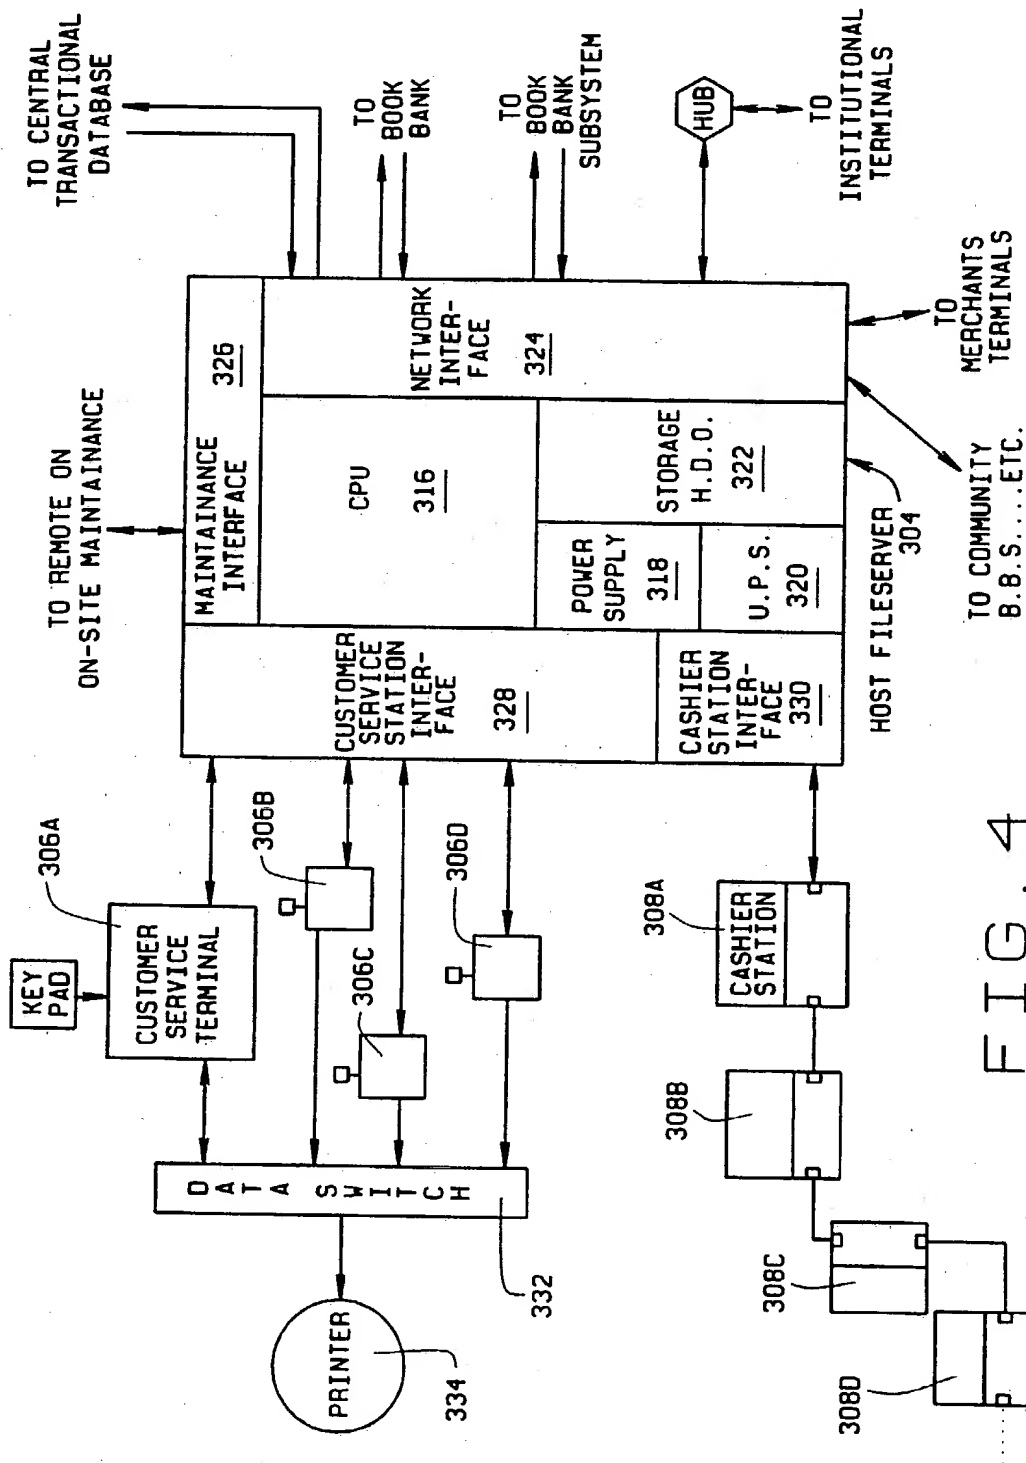 TO CENTRAL
TRANSACTIONAL
DATABASE
TO
BOOK
BANK
TO
BOOK
BANK
SUBSYSTEM
HUB
TO
INSTITUTIONAL
TERMINALS
TO REMOTE ON
ON-SITE MAINTAINANCE
MAINTAINANCE
INTERFACE
326
NETWORK
INTER-
FACE
324
CPU
316
STORAGE
H.D.D.
322
POWER
SUPPLY
318
U.P.S.
320
CUSTOMER
SERVICE
STATION
INTER-
FACE
328
CASHIER
STATION
INTER-
FACE
330
HOST FILESERVER
304
TO
MERCHANTS
TERMINALS
TO COMMUNITY
B.B.S....ETC.
KEY
PAD
306A
CUSTOMER
SERVICE
TERMINAL
306B
306C
306D
DATA SWITCH
332
PRINTER
334
308A
CASHIER
STATION
308B
308C
308D
FIG. 4